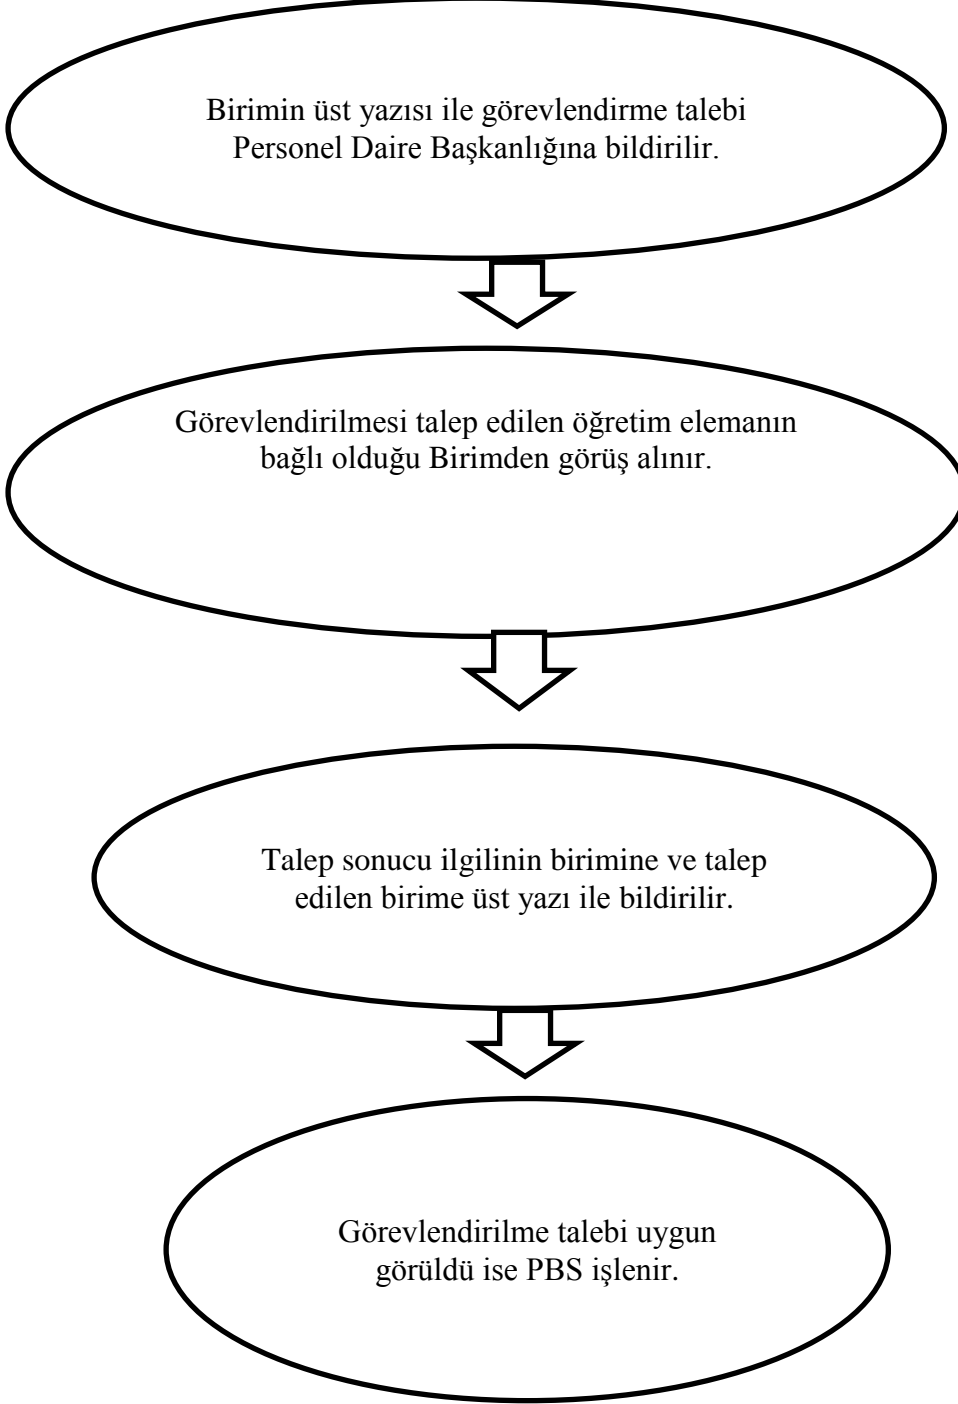 Birimin üst yazısı ile görevlendirme talebi
Personel Daire Başkanlığına bildirilir.
Görevlendirilmesi talep edilen öğretim elemanın
bağlı olduğu Birimden görüş alınır.
Talep sonucu ilgilinin birimine ve talep
edilen birime üst yazı ile bildirilir.
Görevlendirilme talebi uygun
görüldü ise PBS işlenir.